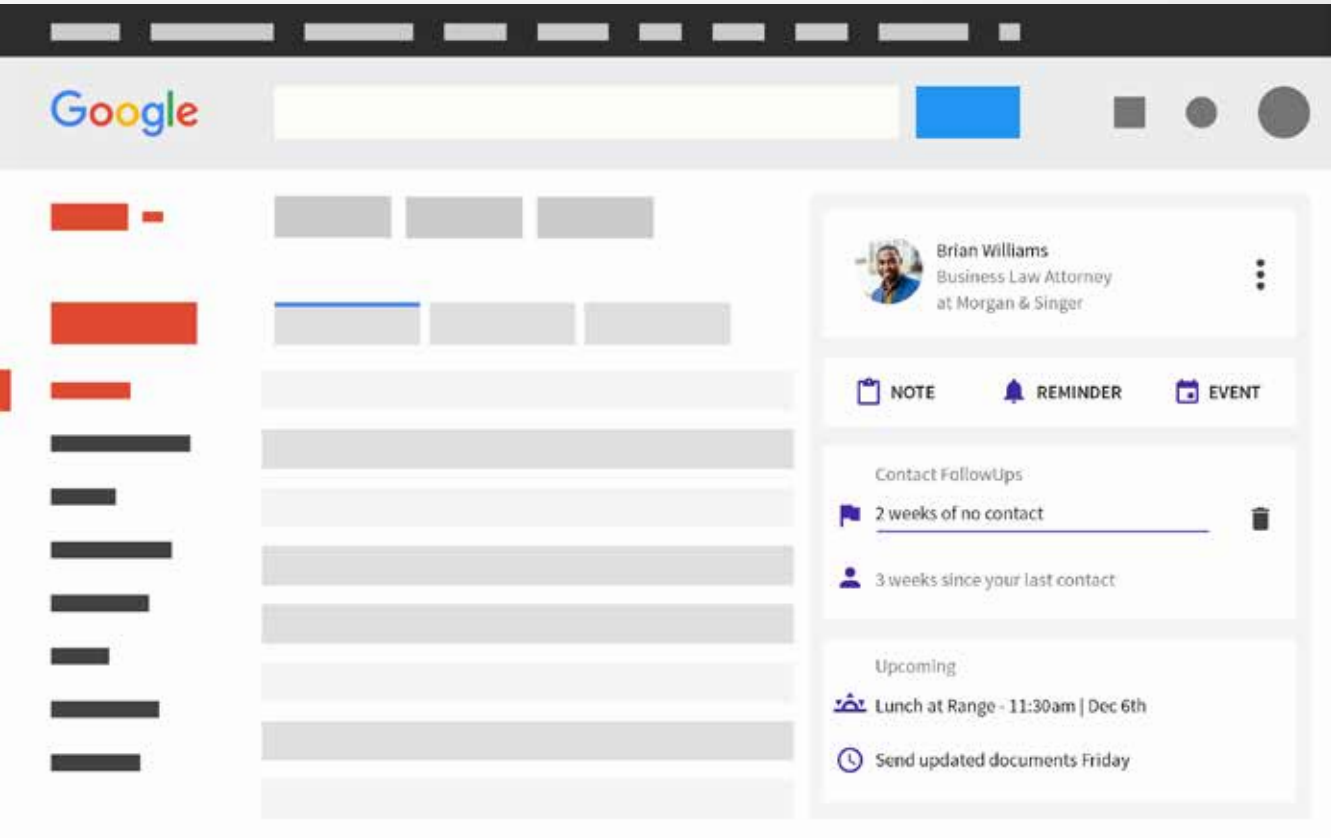 Google
Brian Williams
Business Law Attorney
at Morgan & Singer
NOTE
REMINDER
EVENT
Contact FollowUps
2 weeks of no contact
3 weeks since your last contact
Upcoming
Lunch at Range - 11:30am | Dec 6th
Send updated documents Friday